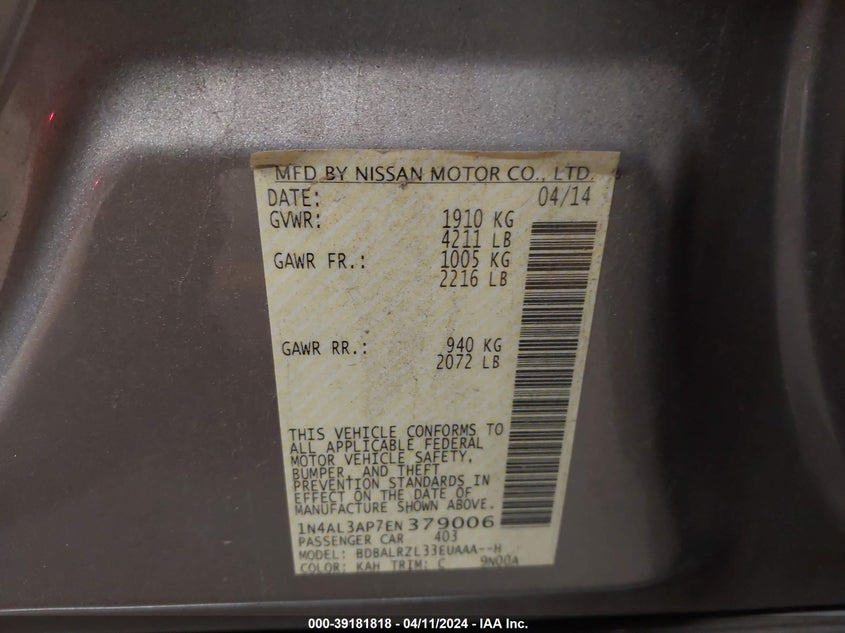 MFD BY NISSAN MOTOR CO., LTD.
DATE: 04/14
GVWR: 1910 KG
4211 LB
GAWR FR.: 1005 KG
2216 LB
GAWR RR.: 940 KG
2072 LB
THIS VEHICLE CONFORMS TO
ALL APPLICABLE FEDERAL
MOTOR VEHICLE SAFETY,
BUMPER, AND THEFT
PREVENTION STANDARDS IN
EFFECT ON THE DATE OF
MANUFACTURE SHOWN ABOVE.
1N4AL3AP7EN379006
PASSENGER CAR 403
MODEL: BDBALRZL33EUAAA--H
COLOR: KAH TRIM: C 9N00A
000-39181818 - 04/11/2024 - IAA Inc.